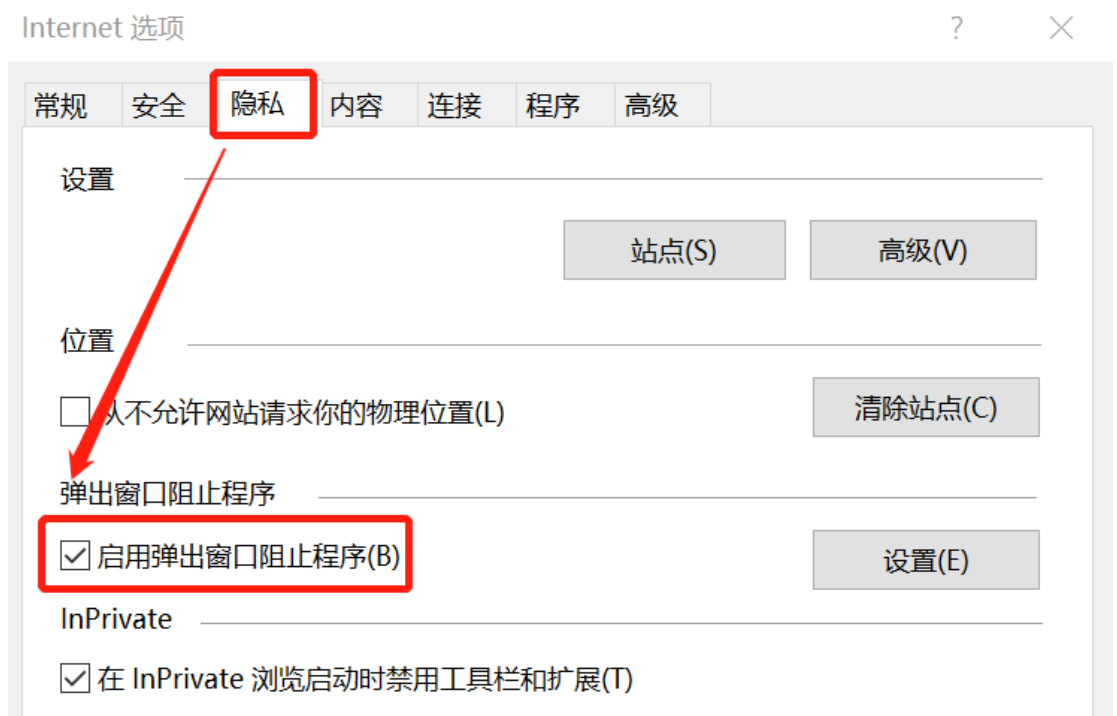 Internet 选项
常规 安全 隐私 内容 连接 程序 高级
设置
站点(S) 高级(V)
位置
从不允许网站请求你的物理位置(L) 清除站点(C)
弹出窗口阻止程序
启用弹出窗口阻止程序(B) 设置(E)
InPrivate
在 InPrivate 浏览启动时禁用工具栏和扩展(T)